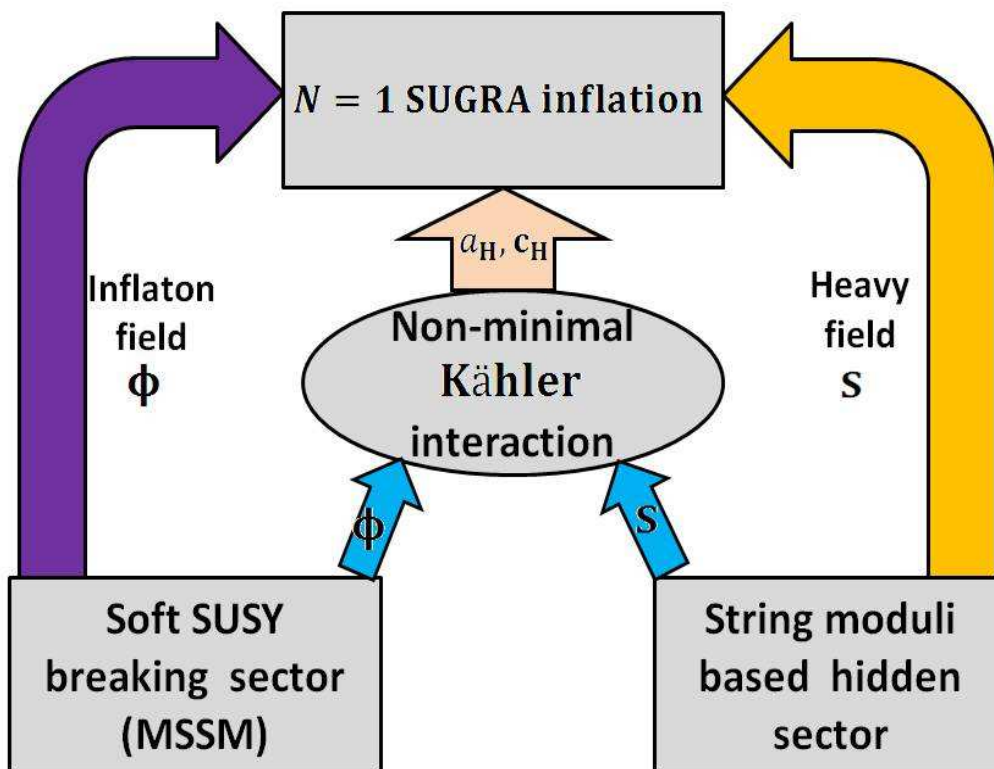 N = 1 SUGRA inflation
a_H, c_H
Inflaton
field
ϕ
Heavy
field
S
Non-minimal
Kähler
interaction
ϕ
S
Soft SUSY
breaking sector
(MSSM)
String moduli
based hidden
sector